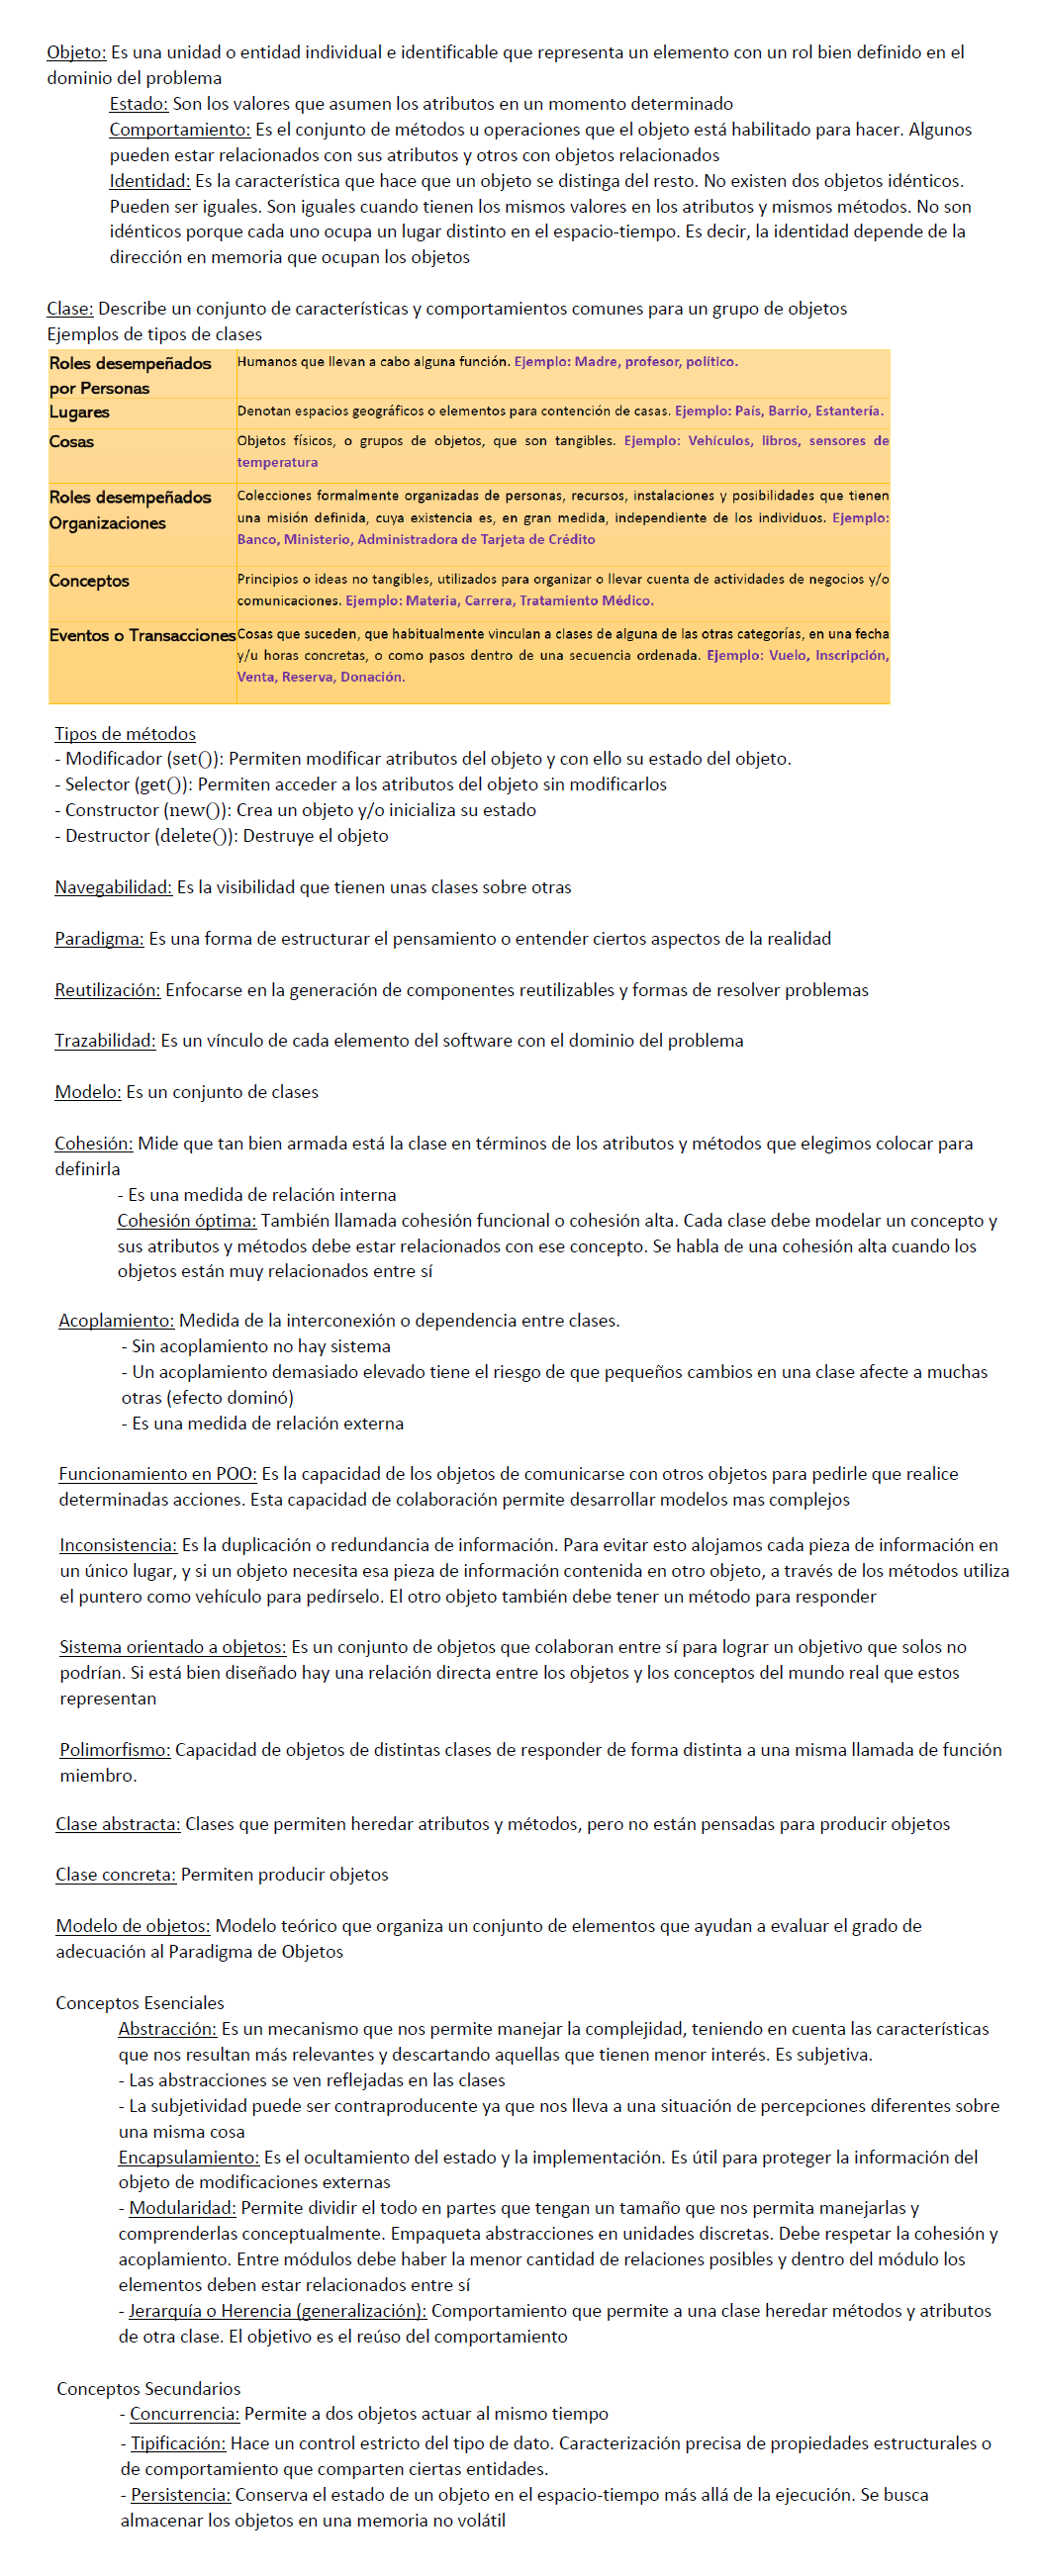 Objeto: Es una unidad o entidad individual e identificable que representa un elemento con un rol bien definido en el
dominio del problema
Estado: Son los valores que asumen los atributos en un momento determinado
Comportamiento: Es el conjunto de métodos u operaciones que el objeto está habilitado para hacer. Algunos
pueden estar relacionados con sus atributos y otros con objetos relacionados
Identidad: Es la característica que hace que un objeto se distinga del resto. No existen dos objetos idénticos.
Pueden ser iguales. Son iguales cuando tienen los mismos valores en los atributos y mismos métodos. No son
idénticos porque cada uno ocupa un lugar distinto en el espacio-tiempo. Es decir, la identidad depende de la
dirección en memoria que ocupan los objetos
Clase: Describe un conjunto de características y comportamientos comunes para un grupo de objetos
Ejemplos de tipos de clases
Roles desempeñados
por Personas
Humanos que llevan a cabo alguna función. Ejemplo: Madre, profesor, político.
Lugares
Denotan espacios geográficos o elementos para contención de casas. Ejemplo: País, Barrio, Estantería.
Cosas
Objetos físicos, o grupos de objetos, que son tangibles. Ejemplo: Vehículos, libros, sensores de
temperatura
Roles desempeñados
Organizaciones
Colecciones formalmente organizadas de personas, recursos, instalaciones y posibilidades que tienen
una misión definida, cuya existencia es, en gran medida, independiente de los individuos. Ejemplo:
Banco, Ministerio, Administradora de Tarjeta de Crédito
Conceptos
Principios o ideas no tangibles, utilizados para organizar o llevar cuenta de actividades de negocios y/o
comunicaciones. Ejemplo: Materia, Carrera, Tratamiento Médico.
Eventos o Transacciones
Cosas que suceden, que habitualmente vinculan a clases de alguna de las otras categorías, en una fecha
y/u horas concretas, o como pasos dentro de una secuencia ordenada. Ejemplo: Vuelo, Inscripción,
Venta, Reserva, Donación.
Tipos de métodos
- Modificador (set()): Permiten modificar atributos del objeto y con ello su estado del objeto.
- Selector (get()): Permiten acceder a los atributos del objeto sin modificarlos
- Constructor (new()): Crea un objeto y/o inicializa su estado
- Destructor (delete()): Destruye el objeto
Navegabilidad: Es la visibilidad que tienen unas clases sobre otras
Paradigma: Es una forma de estructurar el pensamiento o entender ciertos aspectos de la realidad
Reutilización: Enfocarse en la generación de componentes reutilizables y formas de resolver problemas
Trazabilidad: Es un vínculo de cada elemento del software con el dominio del problema
Modelo: Es un conjunto de clases
Cohesión: Mide que tan bien armada está la clase en términos de los atributos y métodos que elegimos colocar para
definirla
- Es una medida de relación interna
Cohesión óptima: También llamada cohesión funcional o cohesión alta. Cada clase debe modelar un concepto y
sus atributos y métodos debe estar relacionados con ese concepto. Se habla de una cohesión alta cuando los
objetos están muy relacionados entre sí
Acoplamiento: Medida de la interconexión o dependencia entre clases.
- Sin acoplamiento no hay sistema
- Un acoplamiento demasiado elevado tiene el riesgo de que pequeños cambios en una clase afecte a muchas
otras (efecto dominó)
- Es una medida de relación externa
Funcionamiento en POO: Es la capacidad de los objetos de comunicarse con otros objetos para pedirle que realice
determinadas acciones. Esta capacidad de colaboración permite desarrollar modelos mas complejos
Inconsistencia: Es la duplicación o redundancia de información. Para evitar esto alojamos cada pieza de información en
un único lugar, y si un objeto necesita esa pieza de información contenida en otro objeto, a través de los métodos utiliza
el puntero como vehículo para pedírselo. El otro objeto también debe tener un método para responder
Sistema orientado a objetos: Es un conjunto de objetos que colaboran entre sí para lograr un objetivo que solos no
podrían. Si está bien diseñado hay una relación directa entre los objetos y los conceptos del mundo real que estos
representan
Polimorfismo: Capacidad de objetos de distintas clases de responder de forma distinta a una misma llamada de función
miembro.
Clase abstracta: Clases que permiten heredar atributos y métodos, pero no están pensadas para producir objetos
Clase concreta: Permiten producir objetos
Modelo de objetos: Modelo teórico que organiza un conjunto de elementos que ayudan a evaluar el grado de
adecuación al Paradigma de Objetos
Conceptos Esenciales
Abstracción: Es un mecanismo que nos permite manejar la complejidad, teniendo en cuenta las características
que nos resultan más relevantes y descartando aquellas que tienen menor interés. Es subjetiva.
- Las abstracciones se ven reflejadas en las clases
- La subjetividad puede ser contraproducente ya que nos lleva a una situación de percepciones diferentes sobre
una misma cosa
Encapsulamiento: Es el ocultamiento del estado y la implementación. Es útil para proteger la información del
objeto de modificaciones externas
- Modularidad: Permite dividir el todo en partes que tengan un tamaño que nos permita manejarlas y
comprenderlas conceptualmente. Empaqueta abstracciones en unidades discretas. Debe respetar la cohesión y
acoplamiento. Entre módulos debe haber la menor cantidad de relaciones posibles y dentro del módulo los
elementos deben estar relacionados entre sí
- Jerarquía o Herencia (generalización): Comportamiento que permite a una clase heredar métodos y atributos
de otra clase. El objetivo es el reúso del comportamiento
Conceptos Secundarios
- Concurrencia: Permite a dos objetos actuar al mismo tiempo
- Tipificación: Hace un control estricto del tipo de dato. Caracterización precisa de propiedades estructurales o
de comportamiento que comparten ciertas entidades.
- Persistencia: Conserva el estado de un objeto en el espacio-tiempo más allá de la ejecución. Se busca
almacenar los objetos en una memoria no volátil